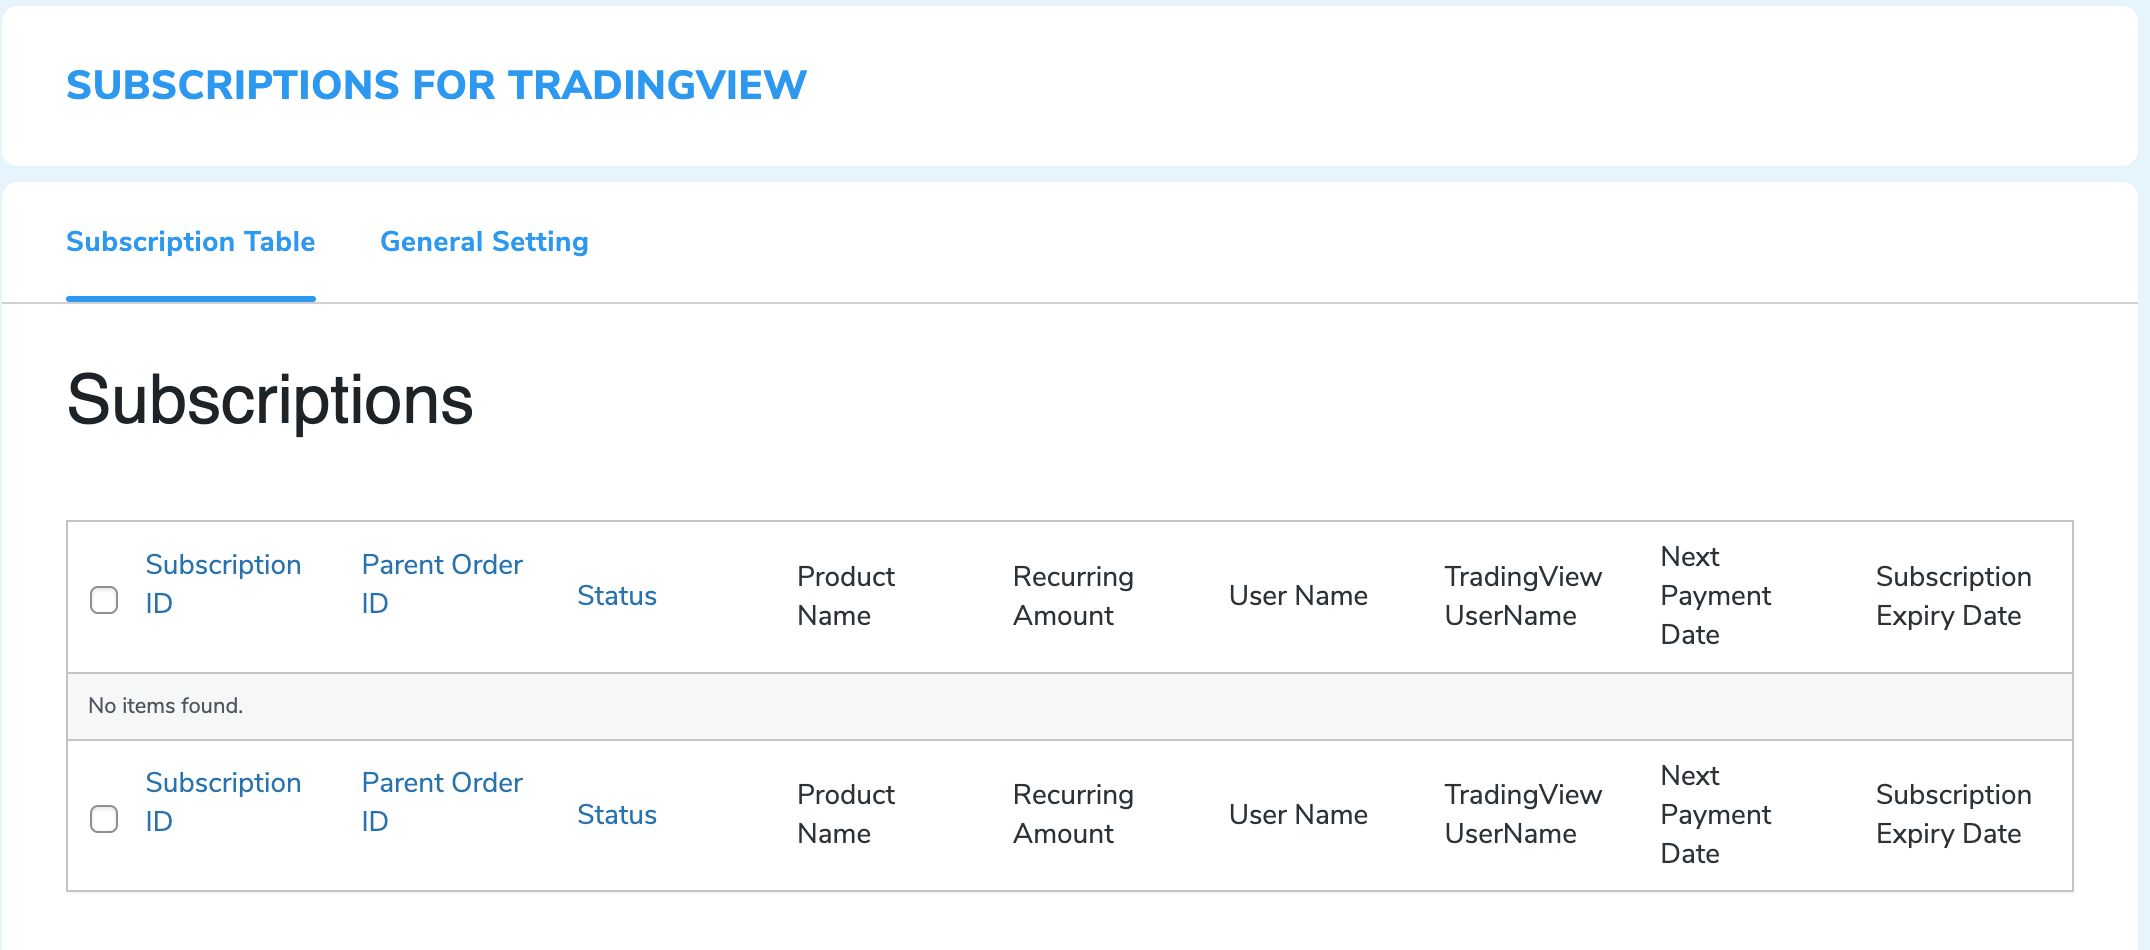 SUBSCRIPTIONS FOR TRADINGVIEW
Subscription Table
General Setting
Subscriptions
Subscription
ID
Parent Order
ID
Status
Product
Name
Recurring
Amount
User Name
TradingView
UserName
Next
Payment
Date
Subscription
Expiry Date
No items found.
Subscription
ID
Parent Order
ID
Status
Product
Name
Recurring
Amount
User Name
TradingView
UserName
Next
Payment
Date
Subscription
Expiry Date